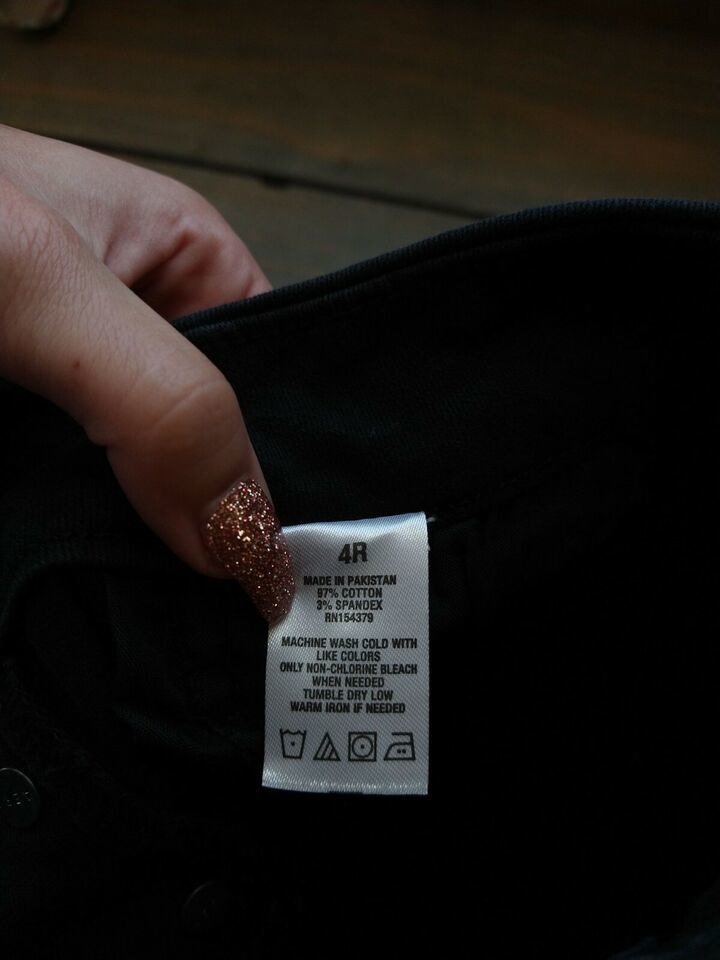 4R
MADE IN PAKISTAN
97% COTTON
3% SPANDEX
RN154379
MACHINE WASH COLD WITH
LIKE COLORS
ONLY NON-CHLORINE BLEACH
WHEN NEEDED
TUMBLE DRY LOW
WARM IRON IF NEEDED